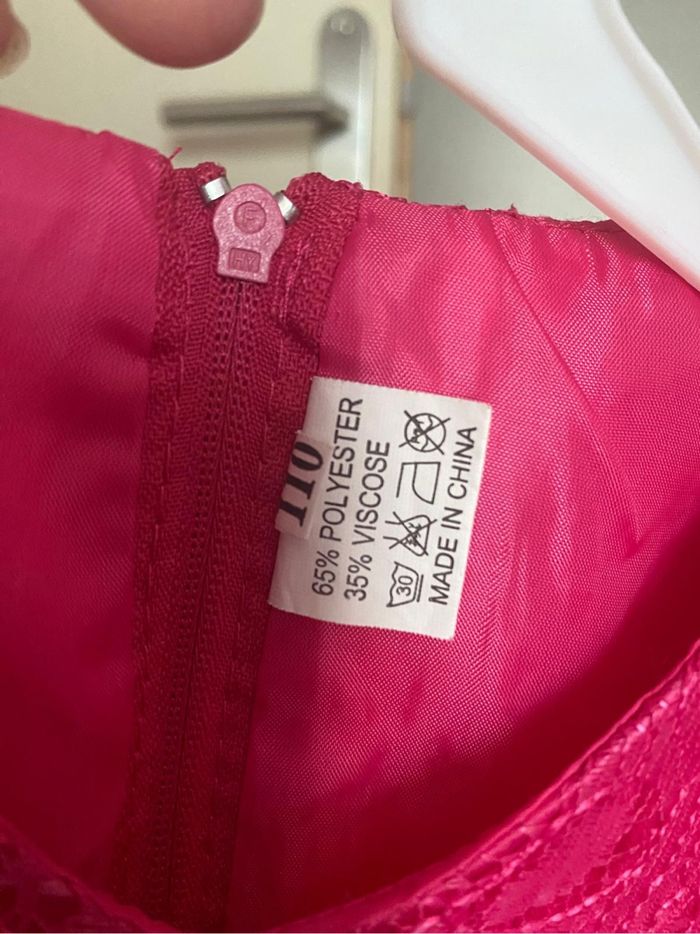 110
65% POLYESTER
35% VISCOSE
30
MADE IN CHINA